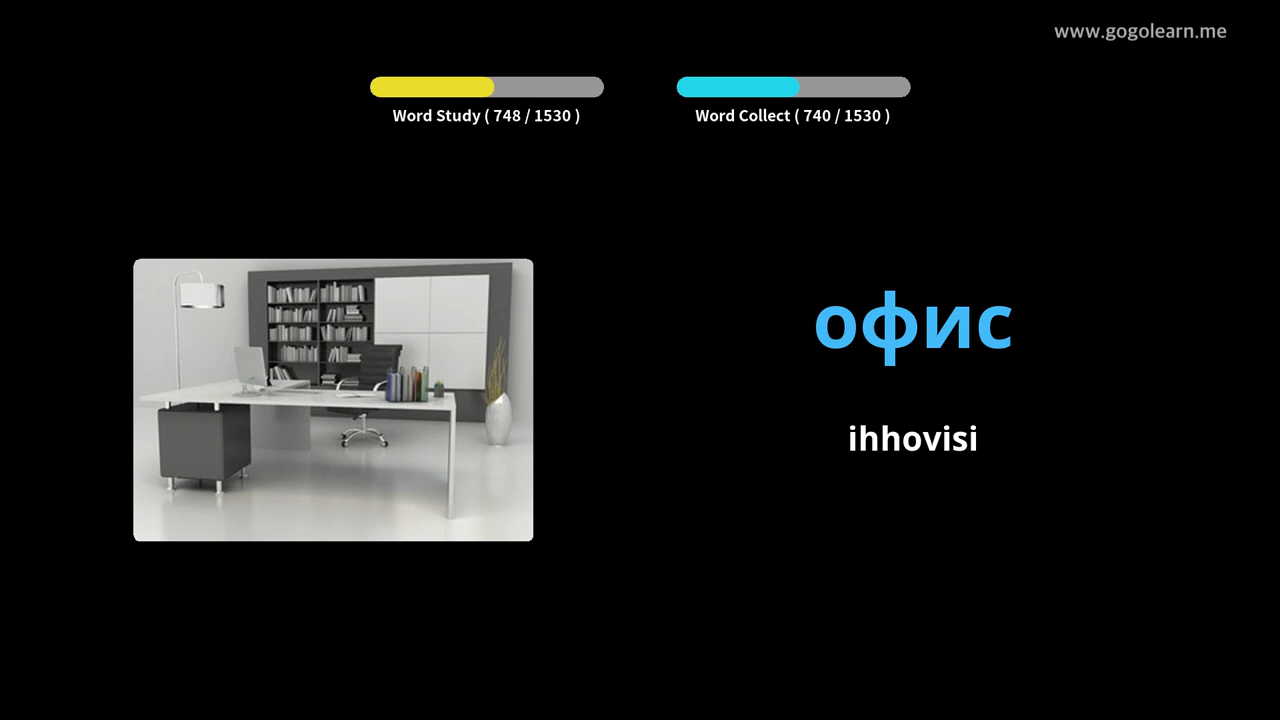 www.gogolearn.me
Word Study ( 748 / 1530 )
Word Collect ( 740 / 1530 )
офис
ihhovisi